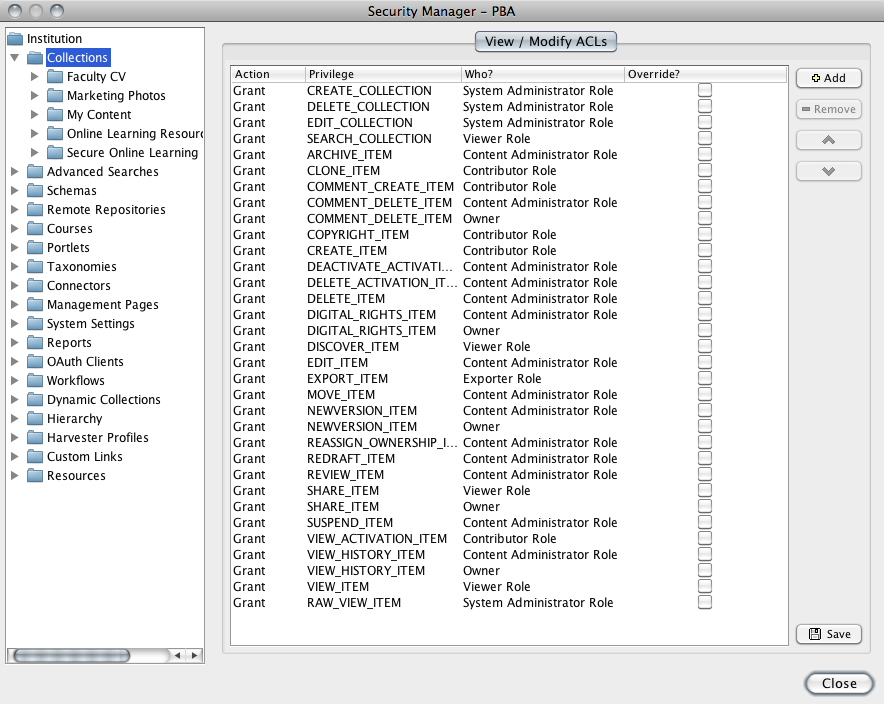 Security Manager - PBA
Institution
Collections
Faculty CV
Marketing Photos
My Content
Online Learning Resourc
Secure Online Learning
Advanced Searches
Schemas
Remote Repositories
Courses
Portlets
Taxonomies
Connectors
Management Pages
System Settings
Reports
OAuth Clients
Workflows
Dynamic Collections
Hierarchy
Harvester Profiles
Custom Links
Resources
View / Modify ACLs
Action Privilege Who? Override?
Grant CREATE_COLLECTION System Administrator Role
Grant DELETE_COLLECTION System Administrator Role
Grant EDIT_COLLECTION System Administrator Role
Grant SEARCH_COLLECTION Viewer Role
Grant ARCHIVE_ITEM Content Administrator Role
Grant CLONE_ITEM Contributor Role
Grant COMMENT_CREATE_ITEM Contributor Role
Grant COMMENT_DELETE_ITEM Content Administrator Role
Grant COMMENT_DELETE_ITEM Owner
Grant COPYRIGHT_ITEM Contributor Role
Grant CREATE_ITEM Contributor Role
Grant DEACTIVATE_ACTIVATI... Content Administrator Role
Grant DELETE_ACTIVATION_IT... Content Administrator Role
Grant DELETE_ITEM Content Administrator Role
Grant DIGITAL_RIGHTS_ITEM Content Administrator Role
Grant DIGITAL_RIGHTS_ITEM Owner
Grant DISCOVER_ITEM Viewer Role
Grant EDIT_ITEM Content Administrator Role
Grant EXPORT_ITEM Exporter Role
Grant MOVE_ITEM Content Administrator Role
Grant NEWVERSION_ITEM Content Administrator Role
Grant NEWVERSION_ITEM Owner
Grant REASSIGN_OWNERSHIP_I... Content Administrator Role
Grant REDRAFT_ITEM Content Administrator Role
Grant REVIEW_ITEM Content Administrator Role
Grant SHARE_ITEM Viewer Role
Grant SHARE_ITEM Owner
Grant SUSPEND_ITEM Content Administrator Role
Grant VIEW_ACTIVATION_ITEM Contributor Role
Grant VIEW_HISTORY_ITEM Content Administrator Role
Grant VIEW_HISTORY_ITEM Owner
Grant VIEW_ITEM Viewer Role
Grant RAW_VIEW_ITEM System Administrator Role
Add
Remove
Save
Close